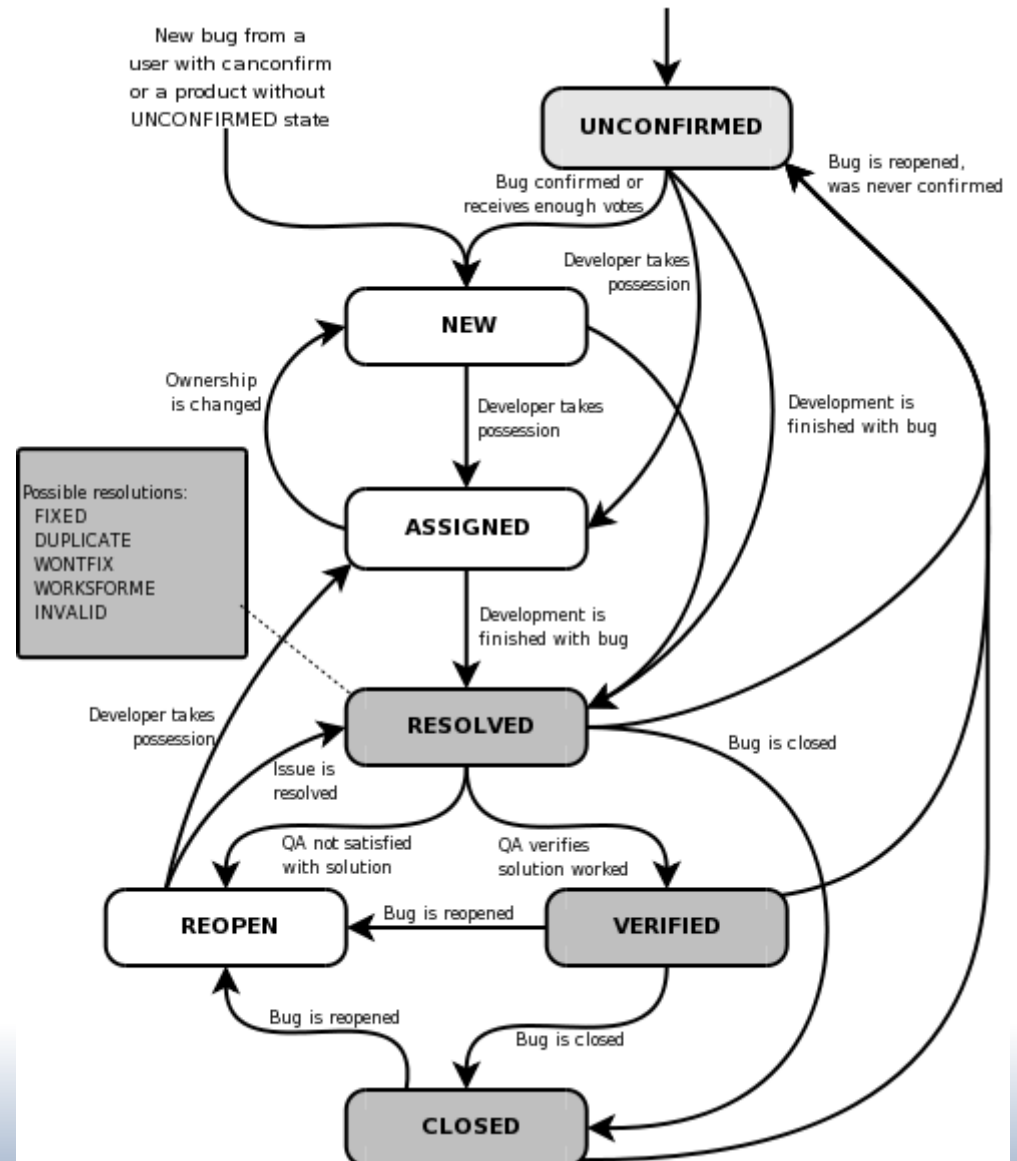 New bug from a
user with canconfirm
or a product without
UNCONFIRMED state
UNCONFIRMED
Bug is reopened,
was never confirmed
Bug confirmed or
receives enough votes
Developer takes
possession
NEW
Ownership
is changed
Developer takes
possession
Development is
finished with bug
Possible resolutions:
FIXED
DUPLICATE
WONTFIX
WORKSFORME
INVALID
ASSIGNED
Development is
finished with bug
RESOLVED
Developer takes
possession
Bug is closed
Issue is
resolved
QA not satisfied
with solution
QA verifies
solution worked
REOPEN
Bug is reopened
VERIFIED
Bug is reopened
Bug is closed
CLOSED